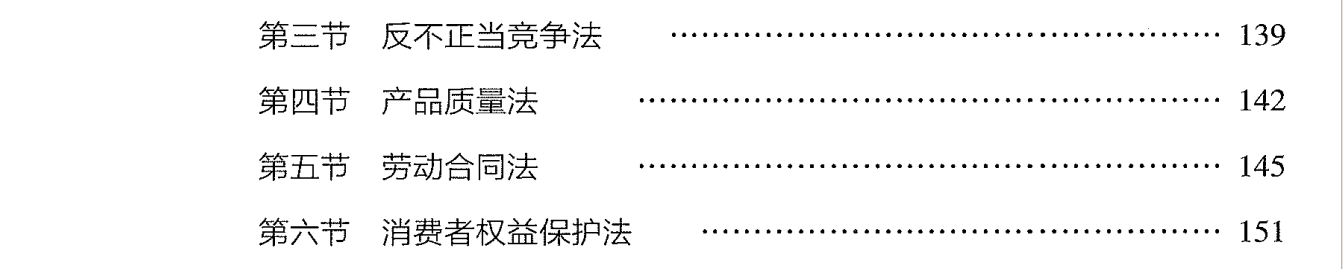 第三节 反不正当竞争法 ………………………………………… 139
第四节 产品质量法 ………………………………………… 142
第五节 劳动合同法 ………………………………………… 145
第六节 消费者权益保护法 ………………………………………… 151